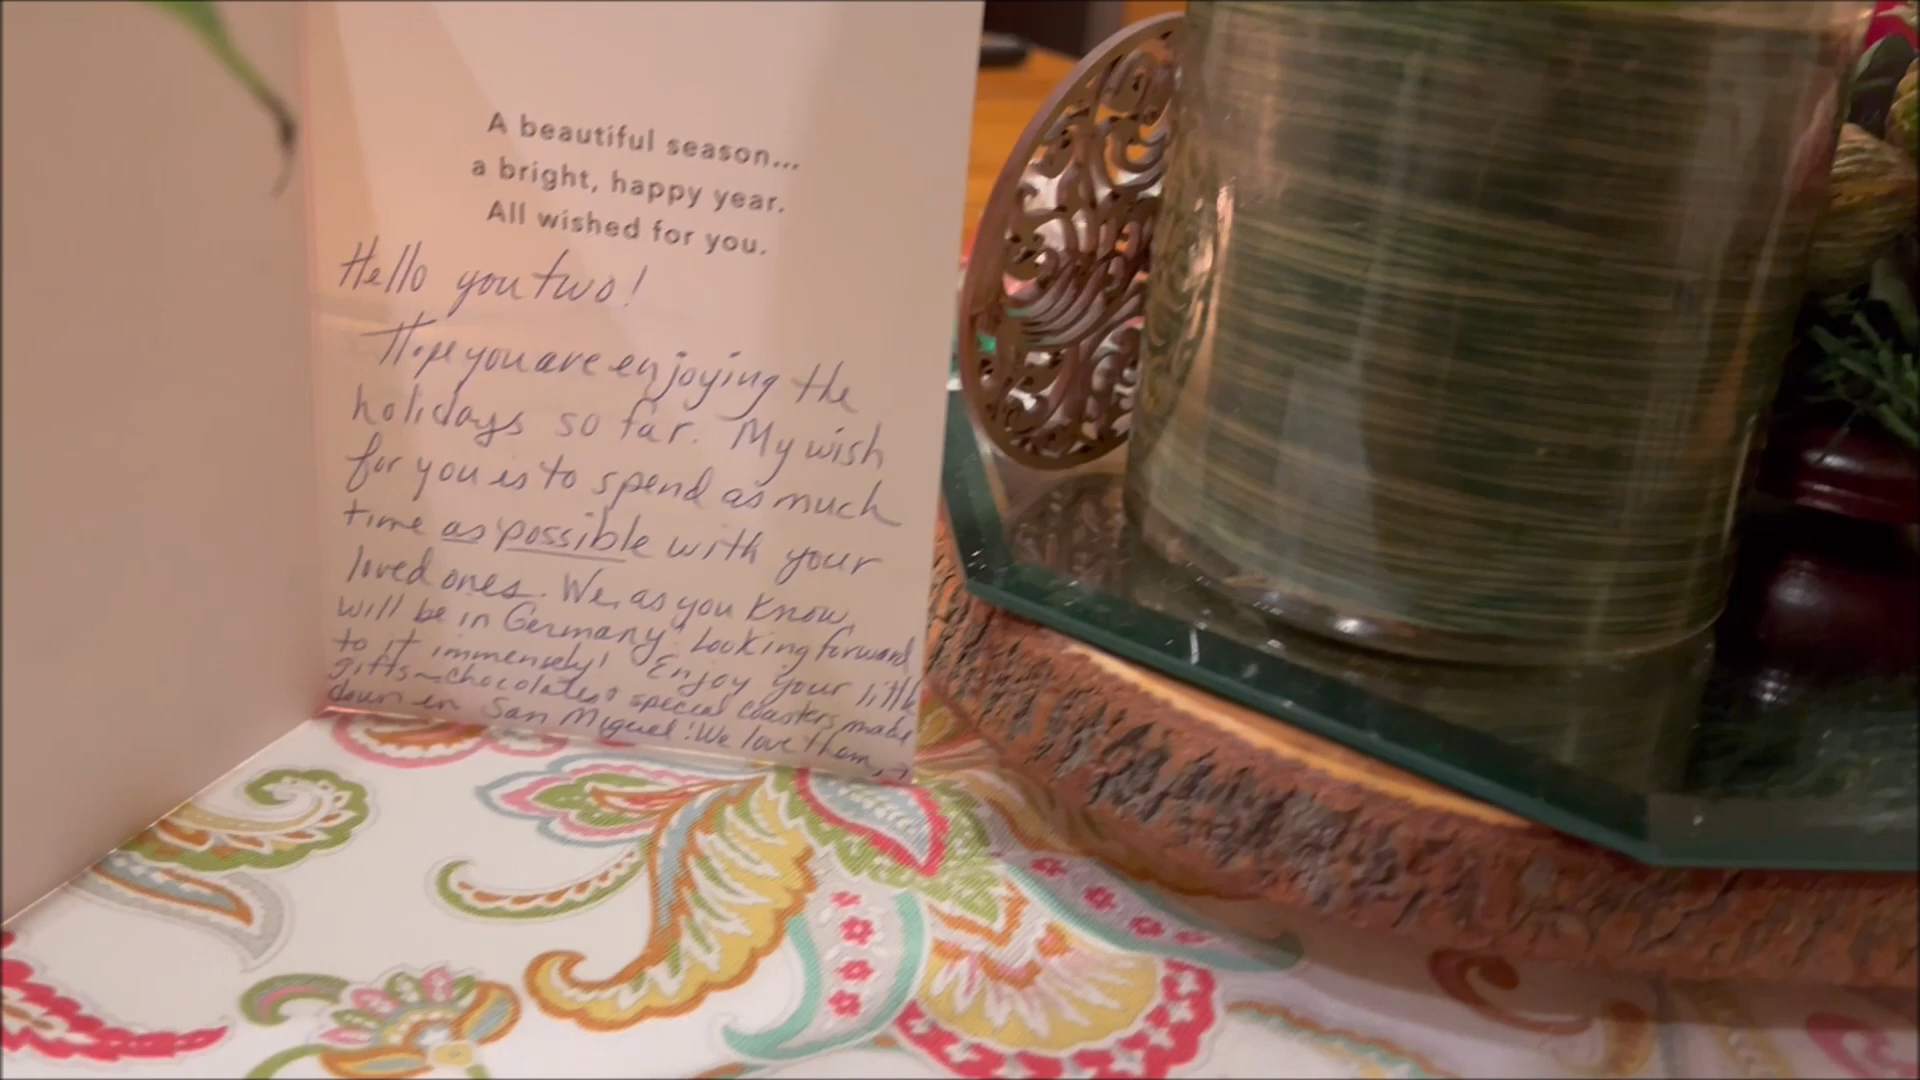 A beautiful season...
a bright, happy year.
All wished for you.
Hello you two!
Hope you are enjoying the
holidays so far. My wish
for you is to spend as much
time as possible with your
loved ones. We, as you know,
will be in Germany. Looking forward
to it immensely! Enjoy your little
gifts - chocolates & special coasters made
down in San Miguel! We love them,